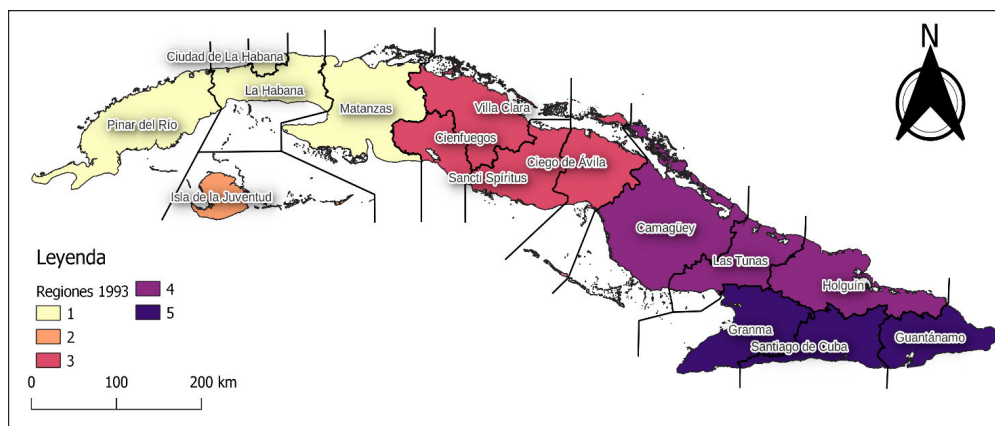 N
Ciudad de La Habana
La Habana
Matanzas
Pinar del Río
Villa Clara
Cienfuegos
Ciego de Ávila
Sancti Spíritus
Isla de la Juventud
Camagüey
Las Tunas
Holguín
Granma
Santiago de Cuba
Guantánamo
Leyenda
Regiones 1993
1
2
3
4
5
0 100 200 km